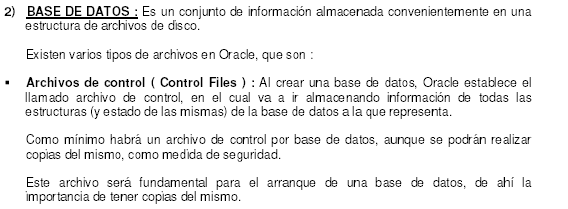 2) BASE DE DATOS : Es un conjunto de información almacenada convenientemente en una
estructura de archivos de disco.
Existen varios tipos de archivos en Oracle, que son :
▪ Archivos de control ( Control Files ) : Al crear una base de datos, Oracle establece el
llamado archivo de control, en el cual va a ir almacenando información de todas las
estructuras (y estado de las mismas) de la base de datos a la que representa.
Como mínimo habrá un archivo de control por base de datos, aunque se podrán realizar
copias del mismo, como medida de seguridad.
Este archivo será fundamental para el arranque de una base de datos, de ahí la
importancia de tener copias del mismo.